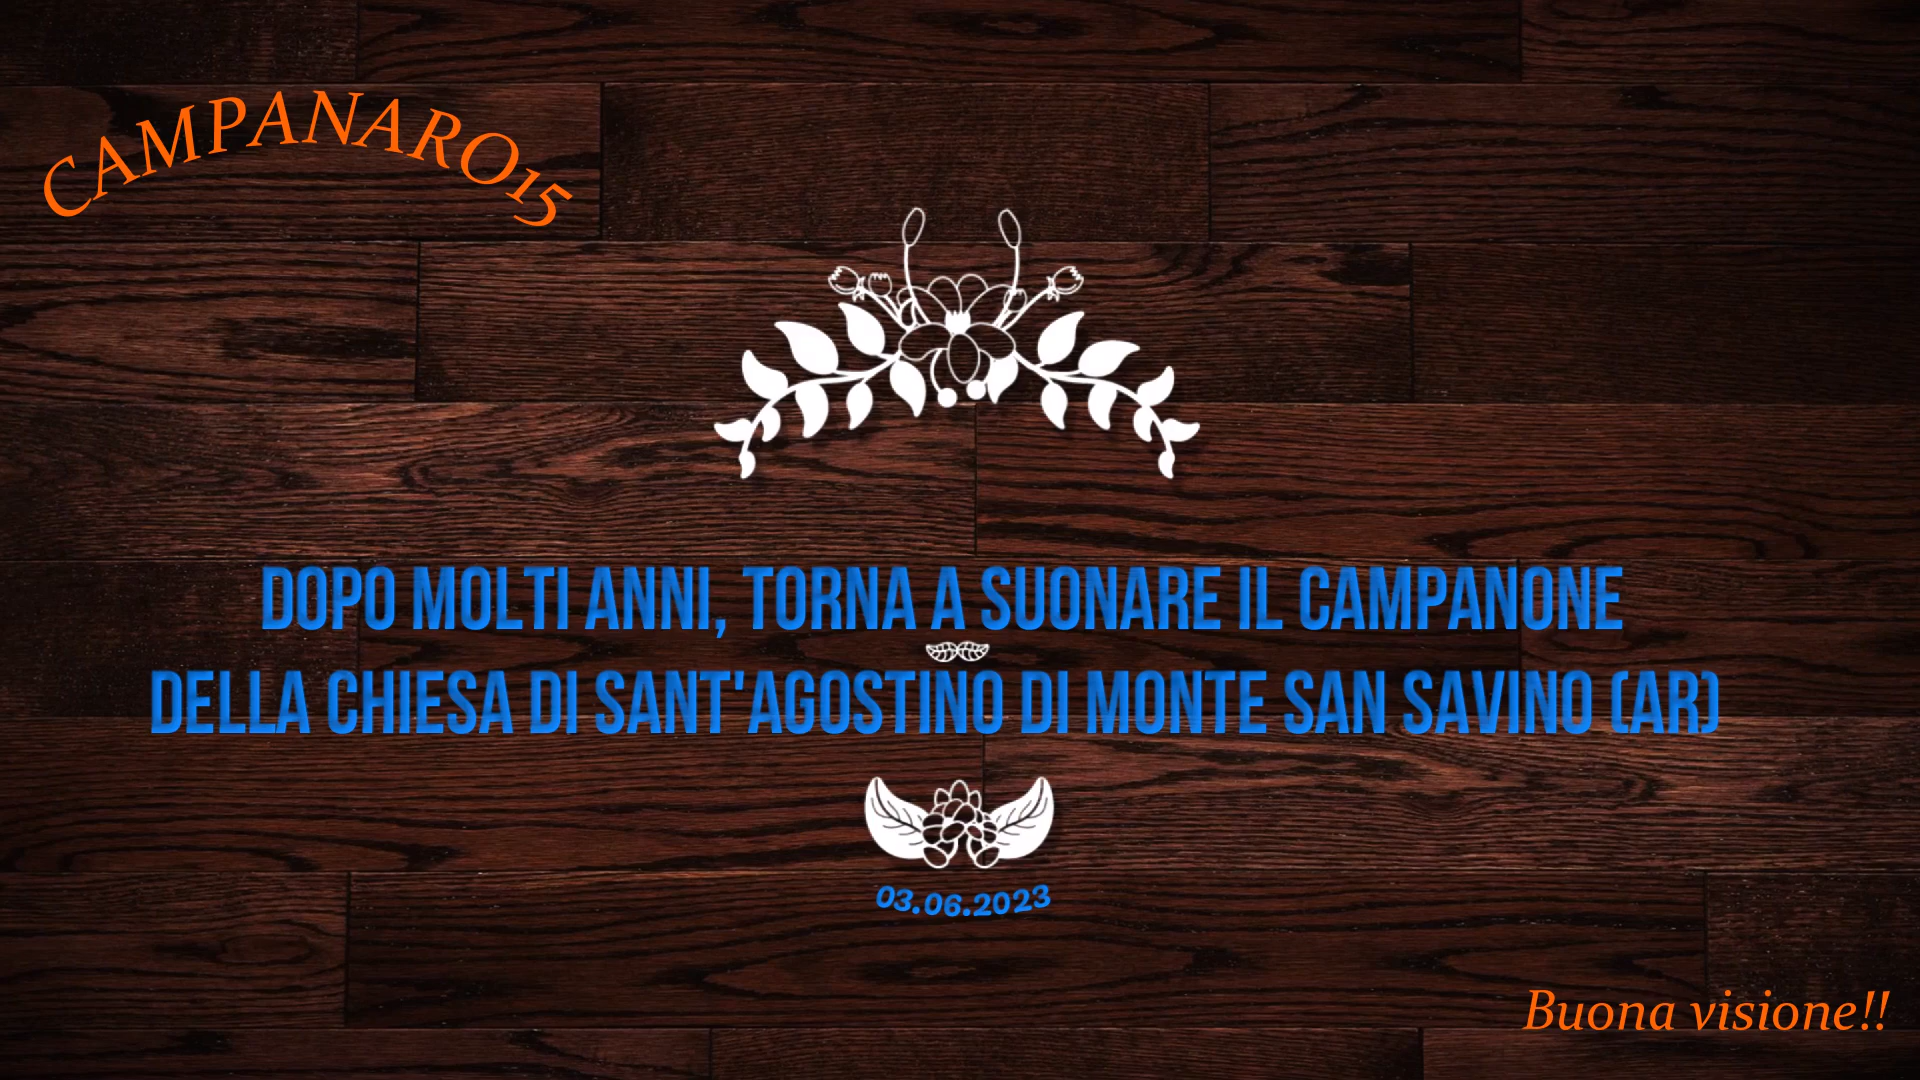 CAMPANARO15
DOPO MOLTI ANNI, TORNA A SUONARE IL CAMPANONE
DELLA CHIESA DI SANT'AGOSTINO DI MONTE SAN SAVINO (AR)
03.06.2023
Buona visione!!